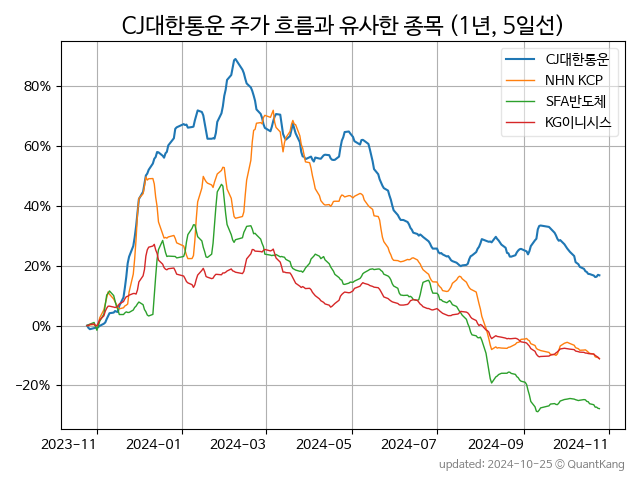 CJ대한통운 주가 흐름과 유사한 종목 (1년, 5일선)
CJ대한통운
NHN KCP
SFA반도체
KG이니시스
80%
60%
40%
20%
0%
−20%
2023-11 2024-01 2024-03 2024-05 2024-07 2024-09 2024-11
updated: 2024-10-25 © QuantKang